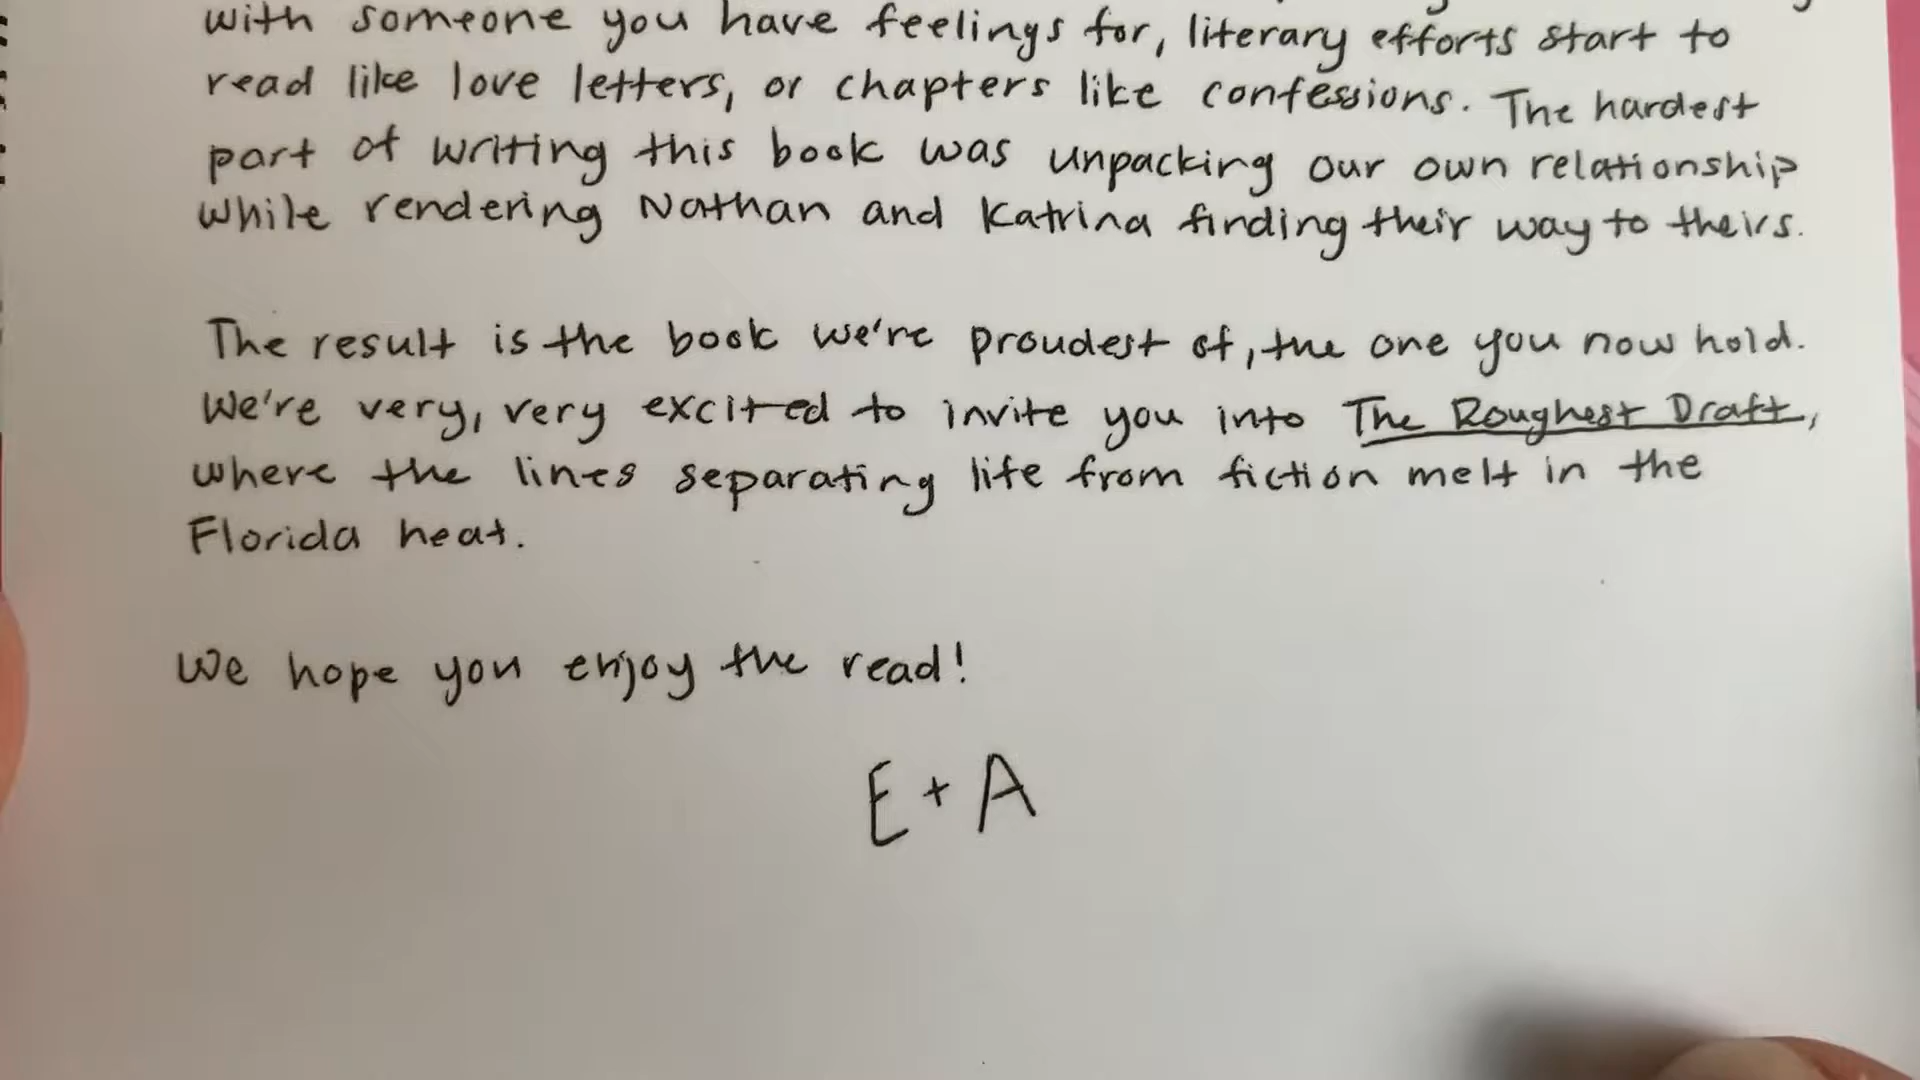 with someone you have feelings for, literary efforts start to
read like love letters, or chapters like confessions. The hardest
part of writing this book was unpacking our own relationship
while rendering Nathan and Katrina finding their way to theirs.
The result is the book we're proudest of, the one you now hold.
We're very, very excited to invite you into The Roughest Draft,
where the lines separating life from fiction melt in the
Florida heat.
We hope you enjoy the read!
E + A